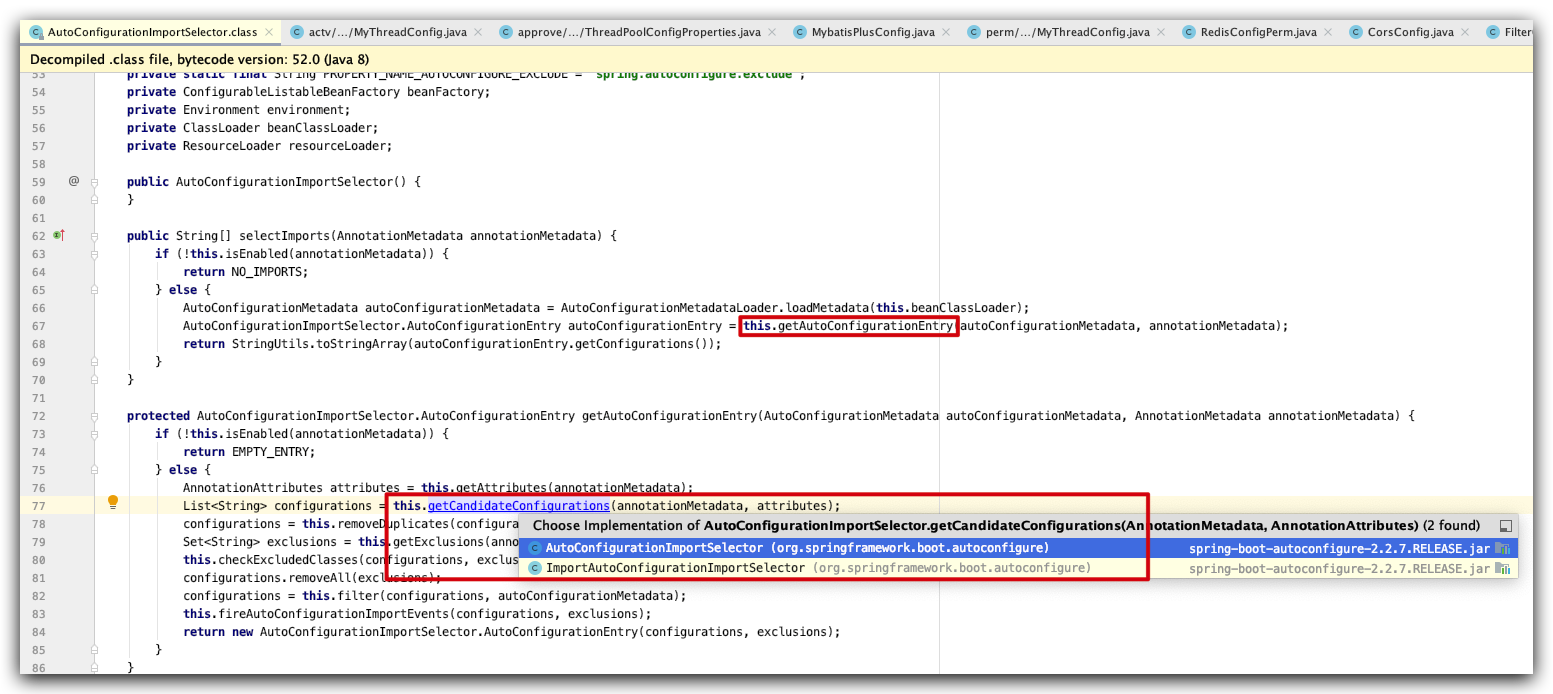 AutoConfigurationImportSelector.class × actv/.../MyThreadConfig.java × approve/.../ThreadPoolConfigProperties.java × MybatisPlusConfig.java × perm/.../MyThreadConfig.java × RedisConfigPerm.java × CorsConfig.java × Filter
Decompiled .class file, bytecode version: 52.0 (Java 8)
53 private static final String PROPERTY_NAME_AUTOCONFIGURE_EXCLUDE = "spring.autoconfigure.exclude";
54 private ConfigurableListableBeanFactory beanFactory;
55 private Environment environment;
56 private ClassLoader beanClassLoader;
57 private ResourceLoader resourceLoader;
58
59 @ public AutoConfigurationImportSelector() {
60 }
61
62 public String[] selectImports(AnnotationMetadata annotationMetadata) {
63 if (!this.isEnabled(annotationMetadata)) {
64 return NO_IMPORTS;
65 } else {
66 AutoConfigurationMetadata autoConfigurationMetadata = AutoConfigurationMetadataLoader.loadMetadata(this.beanClassLoader);
67 AutoConfigurationImportSelector.AutoConfigurationEntry autoConfigurationEntry = this.getAutoConfigurationEntry(autoConfigurationMetadata, annotationMetadata);
68 return StringUtils.toStringArray(autoConfigurationEntry.getConfigurations());
69 }
70 }
71
72 protected AutoConfigurationImportSelector.AutoConfigurationEntry getAutoConfigurationEntry(AutoConfigurationMetadata autoConfigurationMetadata, AnnotationMetadata annotationMetadata) {
73 if (!this.isEnabled(annotationMetadata)) {
74 return EMPTY_ENTRY;
75 } else {
76 AnnotationAttributes attributes = this.getAttributes(annotationMetadata);
77 List<String> configurations = this.getCandidateConfigurations(annotationMetadata, attributes);
78 configurations = this.removeDuplicates(configura
Choose Implementation of AutoConfigurationImportSelector.getCandidateConfigurations(AnnotationMetadata, AnnotationAttributes) (2 found)
79 Set<String> exclusions = this.getExclusions(anno
AutoConfigurationImportSelector (org.springframework.boot.autoconfigure) spring-boot-autoconfigure-2.2.7.RELEASE.jar
80 this.checkExcludedClasses(configurations, exclus
ImportAutoConfigurationImportSelector (org.springframework.boot.autoconfigure) spring-boot-autoconfigure-2.2.7.RELEASE.jar
81 configurations.removeAll(exclusions);
82 configurations = this.filter(configurations, autoConfigurationMetadata);
83 this.fireAutoConfigurationImportEvents(configurations, exclusions);
84 return new AutoConfigurationImportSelector.AutoConfigurationEntry(configurations, exclusions);
85 }
86 }